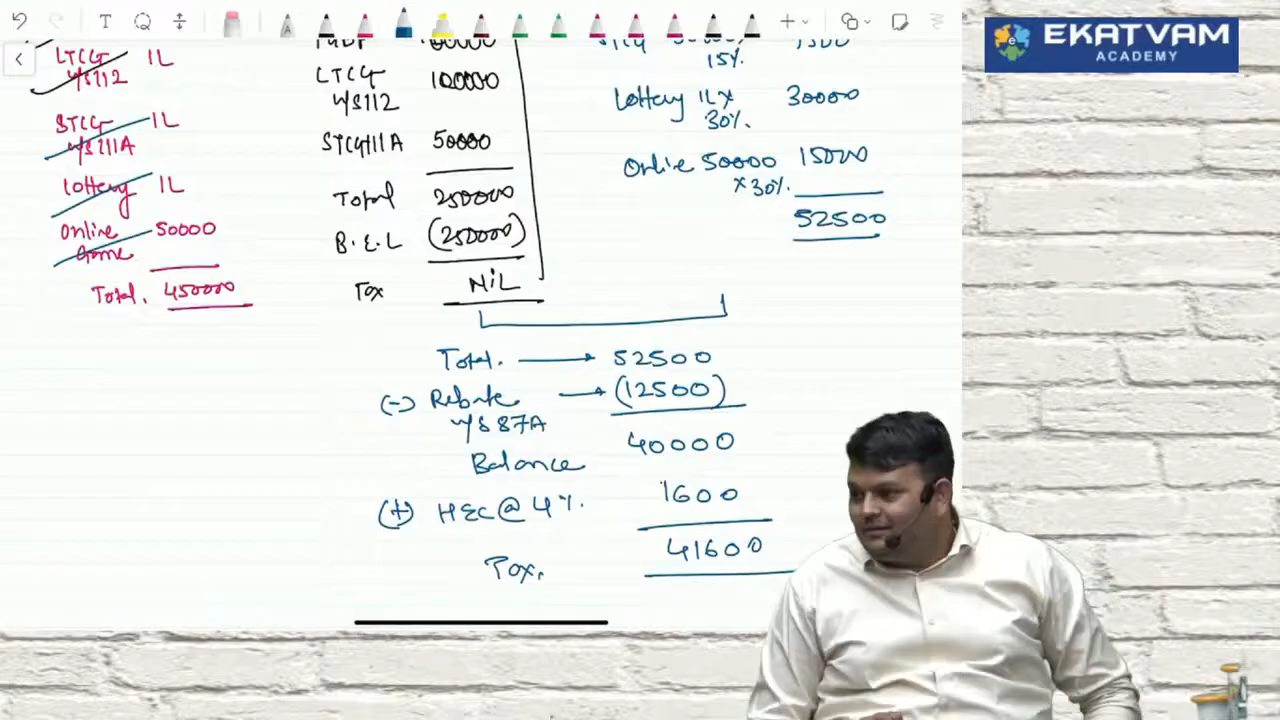 EKATVAM
ACADEMY
LTCG 1L
u/s112
STCG 1L
u/s111A
Lottery 1L
Online 50000
Game
Total. 450000
LTCG 100000
u/s112
STCG111A 50000
Total 250000
B.E.L (250000)
Tax NiL
15%
Lottery 1L x 30000
30%.
Online 50000 15000
x 30%.
52500
Total. → 52500
(-) Rebate → (12500)
u/s 87A
40000
Balance
(+) HEC @ 4%. 1600
Tax. 41600